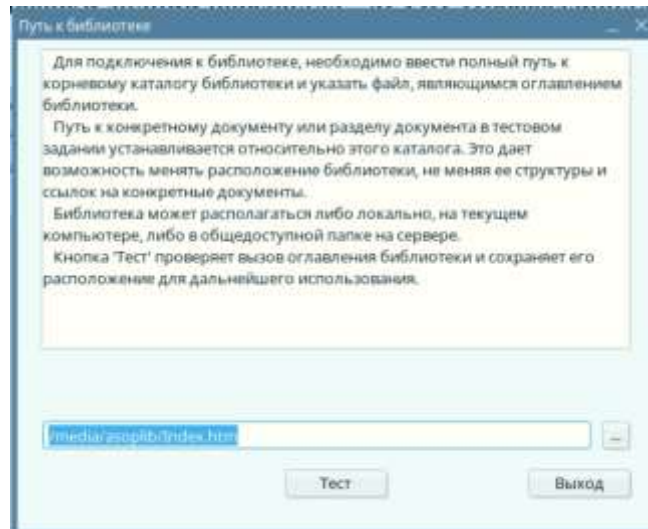 Путь к библиотеке
Для подключения к библиотеке, необходимо ввести полный путь к
корневому каталогу библиотеки и указать файл, являющимся оглавлением
библиотеки.
Путь к конкретному документу или разделу документа в тестовом
задании устанавливается относительно этого каталога. Это дает
возможность менять расположение библиотеки, не меняя ее структуры и
ссылок на конкретные документы.
Библиотека может располагаться либо локально, на текущем
компьютере, либо в общедоступной папке на сервере.
Кнопка 'Тест' проверяет вызов оглавления библиотеки и сохраняет его
расположение для дальнейшего использования.
/media/asoplib/Index.htm
...
Тест Выход